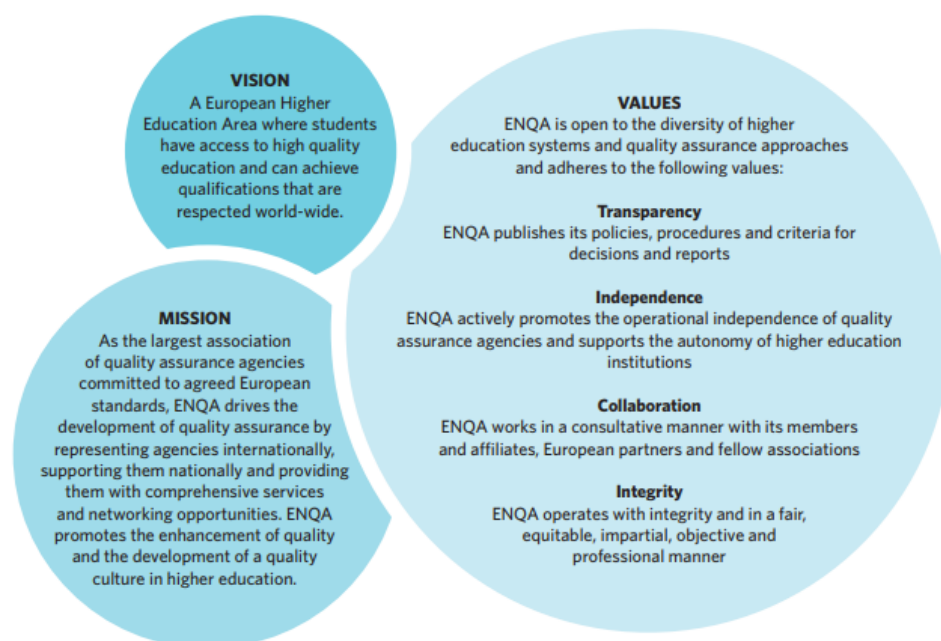 VISION
A European Higher
Education Area where students
have access to high quality
education and can achieve
qualifications that are
respected world-wide.
MISSION
As the largest association
of quality assurance agencies
committed to agreed European
standards, ENQA drives the
development of quality assurance by
representing agencies internationally,
supporting them nationally and providing
them with comprehensive services
and networking opportunities. ENQA
promotes the enhancement of quality
and the development of a quality
culture in higher education.
VALUES
ENQA is open to the diversity of higher
education systems and quality assurance approaches
and adheres to the following values:
Transparency
ENQA publishes its policies, procedures and criteria for
decisions and reports
Independence
ENQA actively promotes the operational independence of quality
assurance agencies and supports the autonomy of higher education
institutions
Collaboration
ENQA works in a consultative manner with its members
and affiliates, European partners and fellow associations
Integrity
ENQA operates with integrity and in a fair,
equitable, impartial, objective and
professional manner